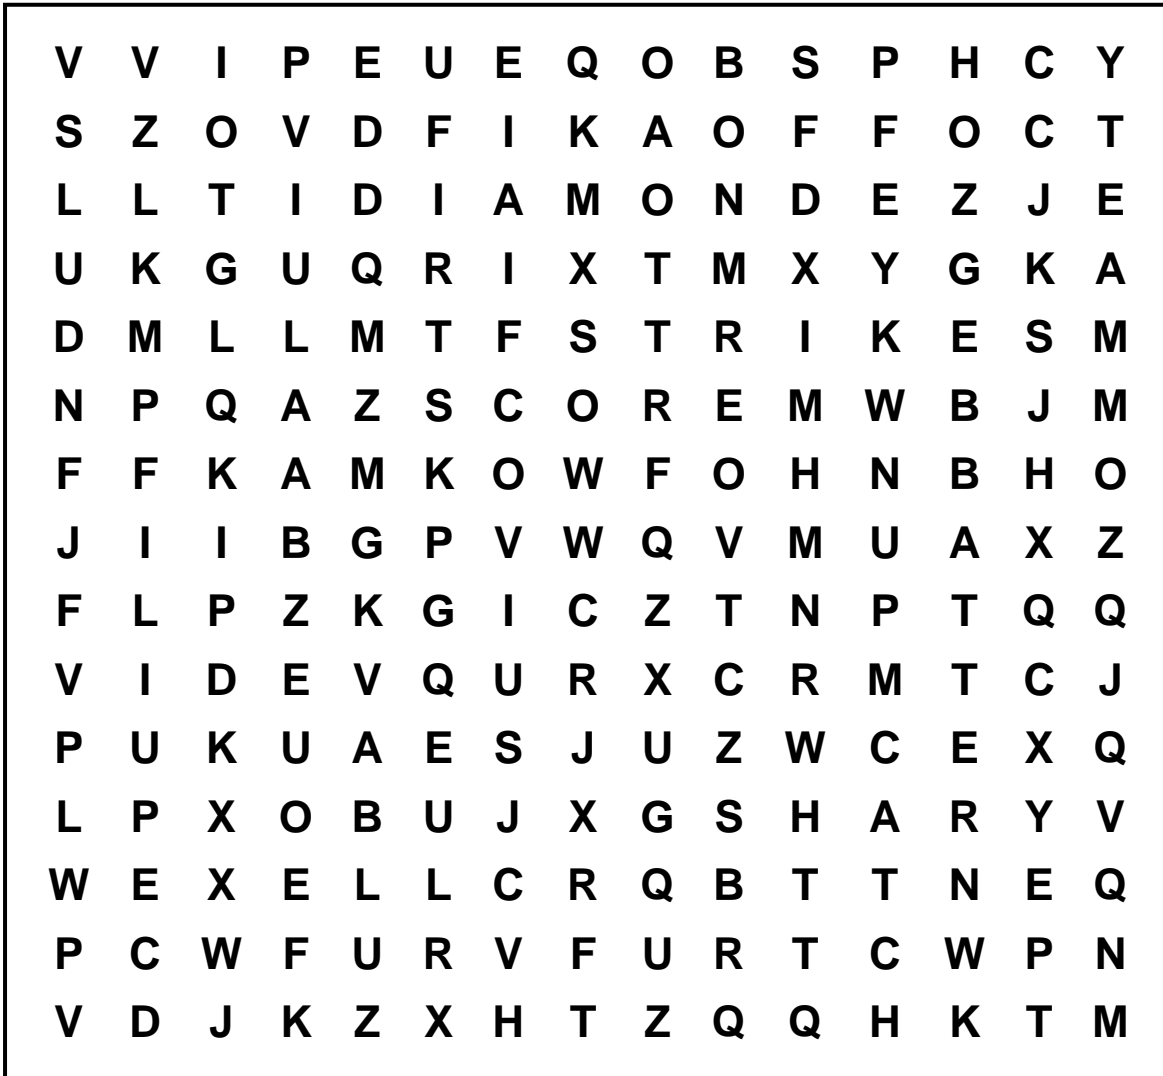 V V I P E U E Q O B S P H C Y
S Z O V D F I K A O F F O C T
L L T I D I A M O N D E Z J E
U K G U Q R I X T M X Y G K A
D M L L M T F S T R I K E S M
N P Q A Z S C O R E M W B J M
F F K A M K O W F O H N B H O
J I I B G P V W Q V M U A X Z
F L P Z K G I C Z T N P T Q Q
V I D E V Q U R X C R M T C J
P U K U A E S J U Z W C E X Q
L P X O B U J X G S H A R Y V
W E X E L L C R Q B T T N E Q
P C W F U R V F U R T C W P N
V D J K Z X H T Z Q Q H K T M